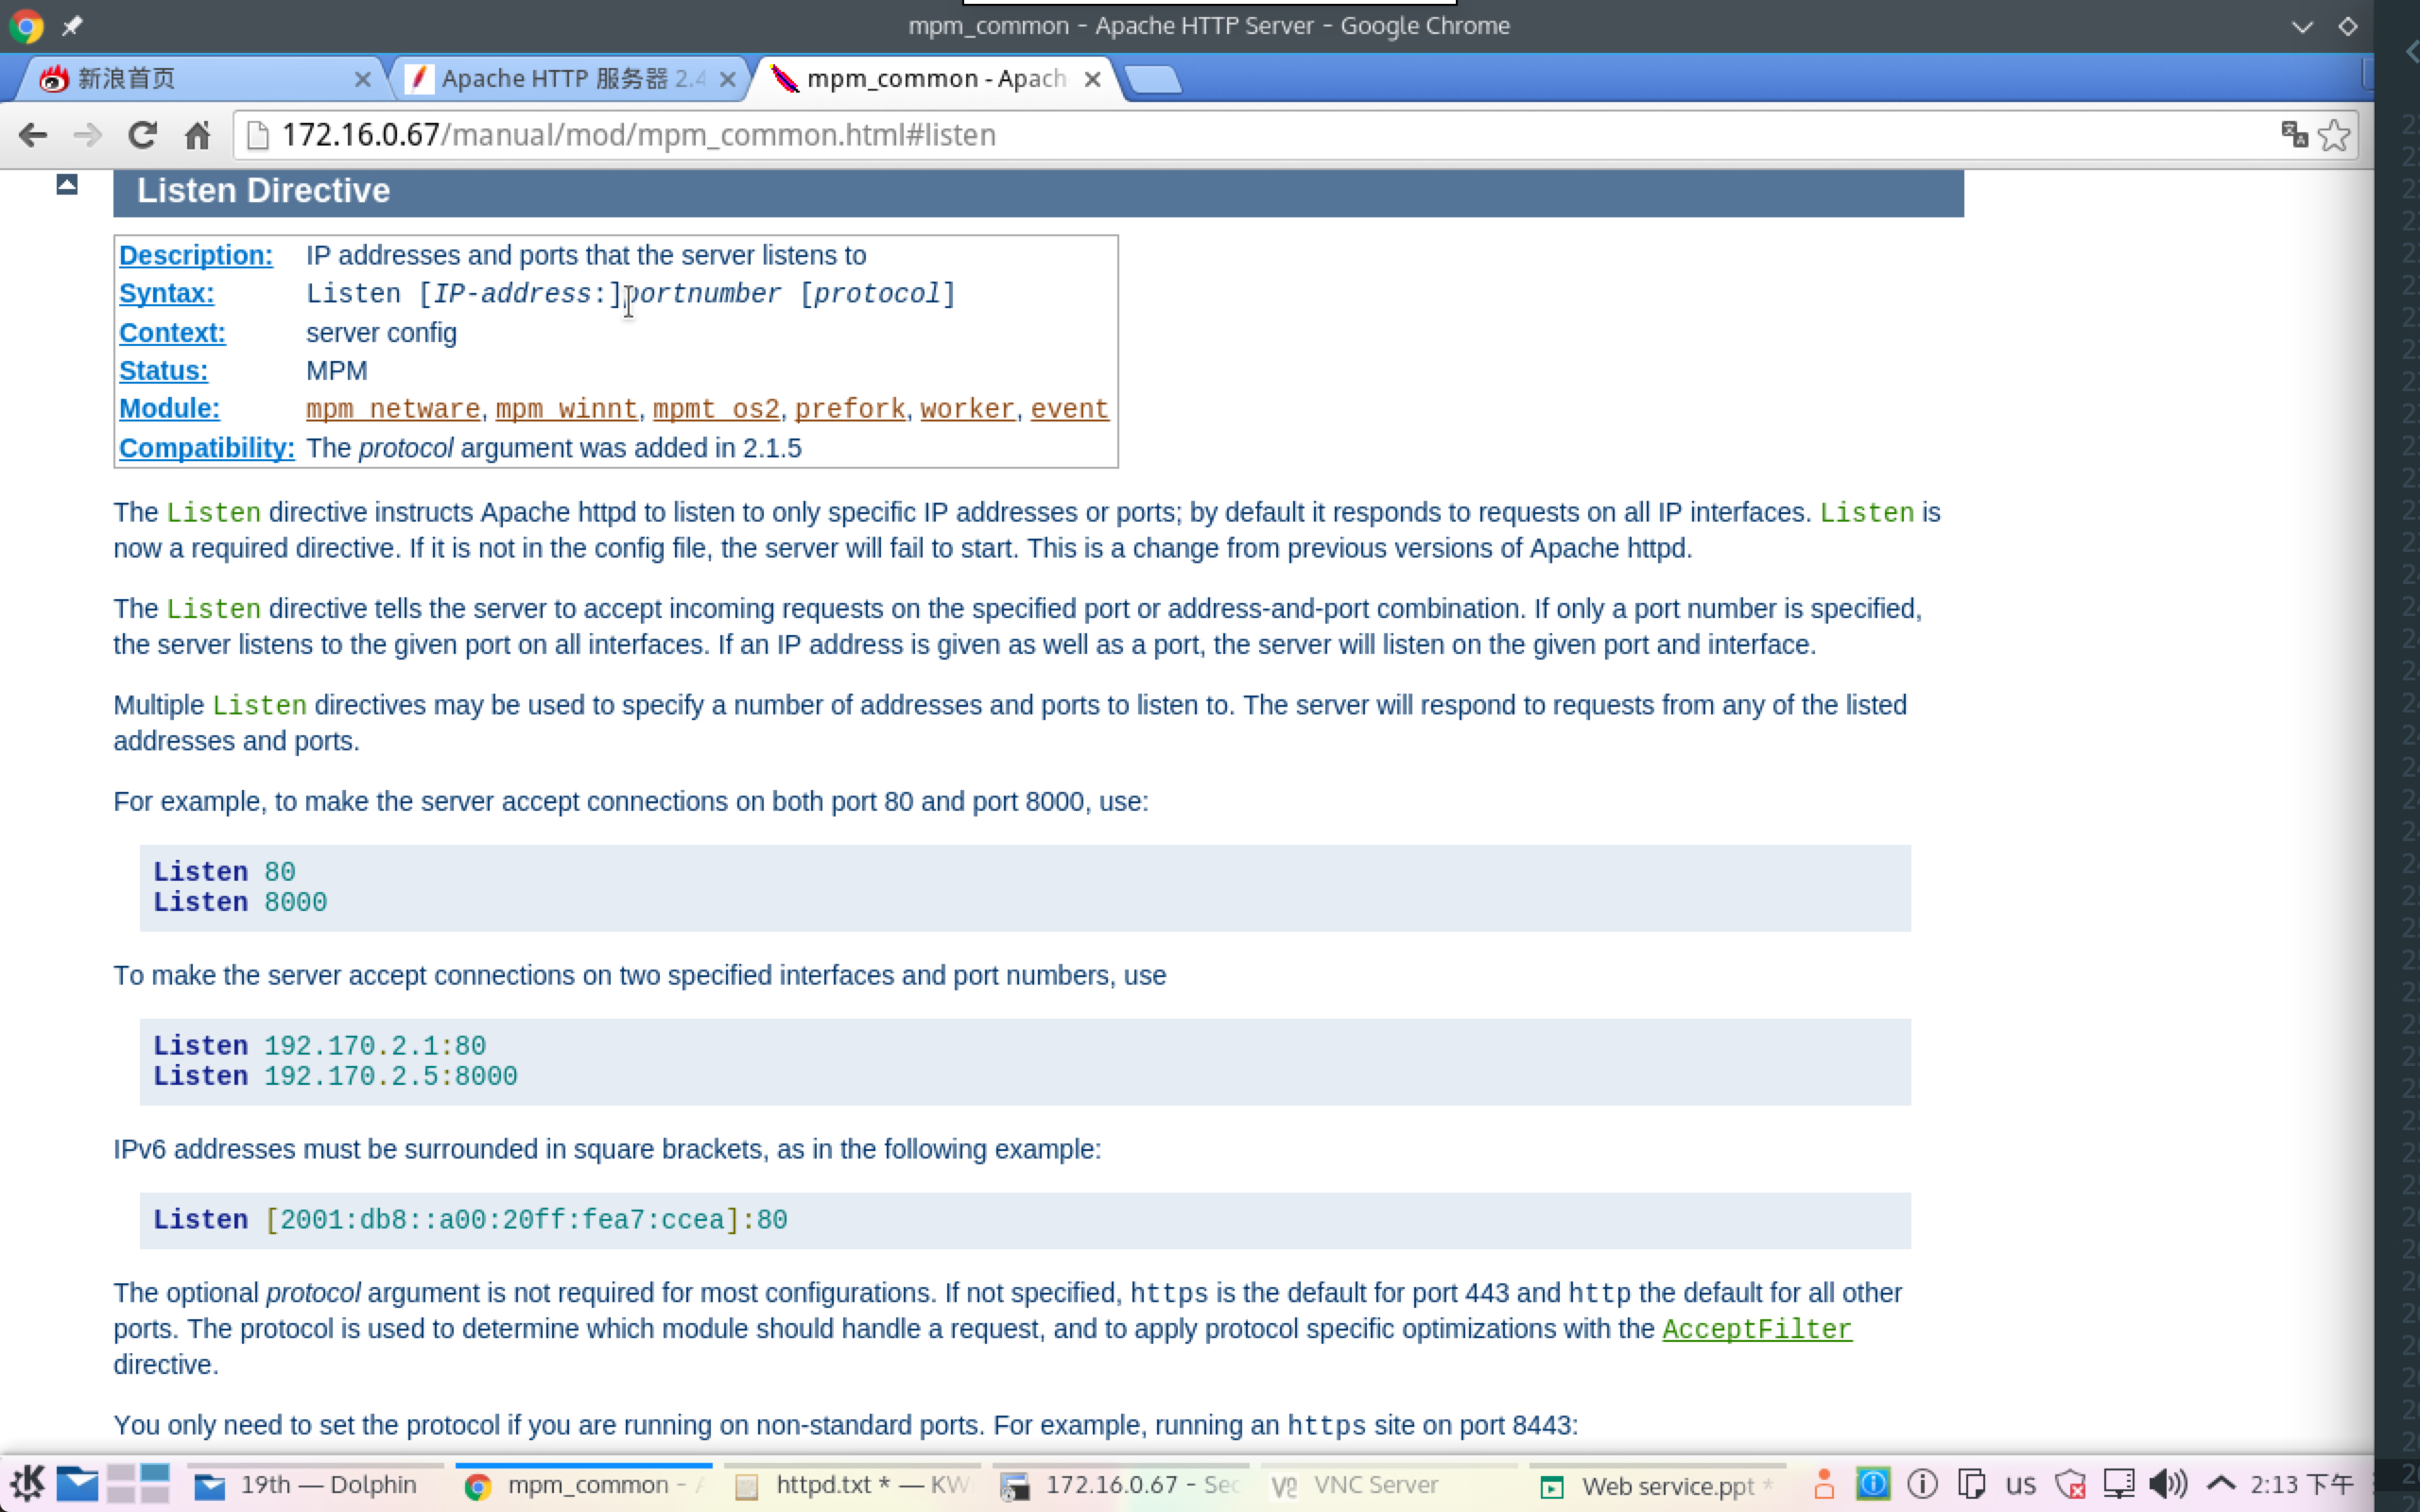 mpm_common - Apache HTTP Server - Google Chrome
新浪首页
Apache HTTP 服务器 2.4
mpm_common - Apach
172.16.0.67/manual/mod/mpm_common.html#listen
Listen Directive
Description: IP addresses and ports that the server listens to
Syntax: Listen [IP-address:]portnumber [protocol]
Context: server config
Status: MPM
Module: mpm_netware, mpm_winnt, mpmt_os2, prefork, worker, event
Compatibility: The protocol argument was added in 2.1.5
The Listen directive instructs Apache httpd to listen to only specific IP addresses or ports; by default it responds to requests on all IP interfaces. Listen is
now a required directive. If it is not in the config file, the server will fail to start. This is a change from previous versions of Apache httpd.
The Listen directive tells the server to accept incoming requests on the specified port or address-and-port combination. If only a port number is specified,
the server listens to the given port on all interfaces. If an IP address is given as well as a port, the server will listen on the given port and interface.
Multiple Listen directives may be used to specify a number of addresses and ports to listen to. The server will respond to requests from any of the listed
addresses and ports.
For example, to make the server accept connections on both port 80 and port 8000, use:
Listen 80
Listen 8000
To make the server accept connections on two specified interfaces and port numbers, use
Listen 192.170.2.1:80
Listen 192.170.2.5:8000
IPv6 addresses must be surrounded in square brackets, as in the following example:
Listen [2001:db8::a00:20ff:fea7:ccea]:80
The optional protocol argument is not required for most configurations. If not specified, https is the default for port 443 and http the default for all other
ports. The protocol is used to determine which module should handle a request, and to apply protocol specific optimizations with the AcceptFilter
directive.
You only need to set the protocol if you are running on non-standard ports. For example, running an https site on port 8443:
19th — Dolphin
mpm_common -
httpd.txt * — KW
172.16.0.67 - Sec
VNC Server
Web service.ppt *
us
2:13 下午